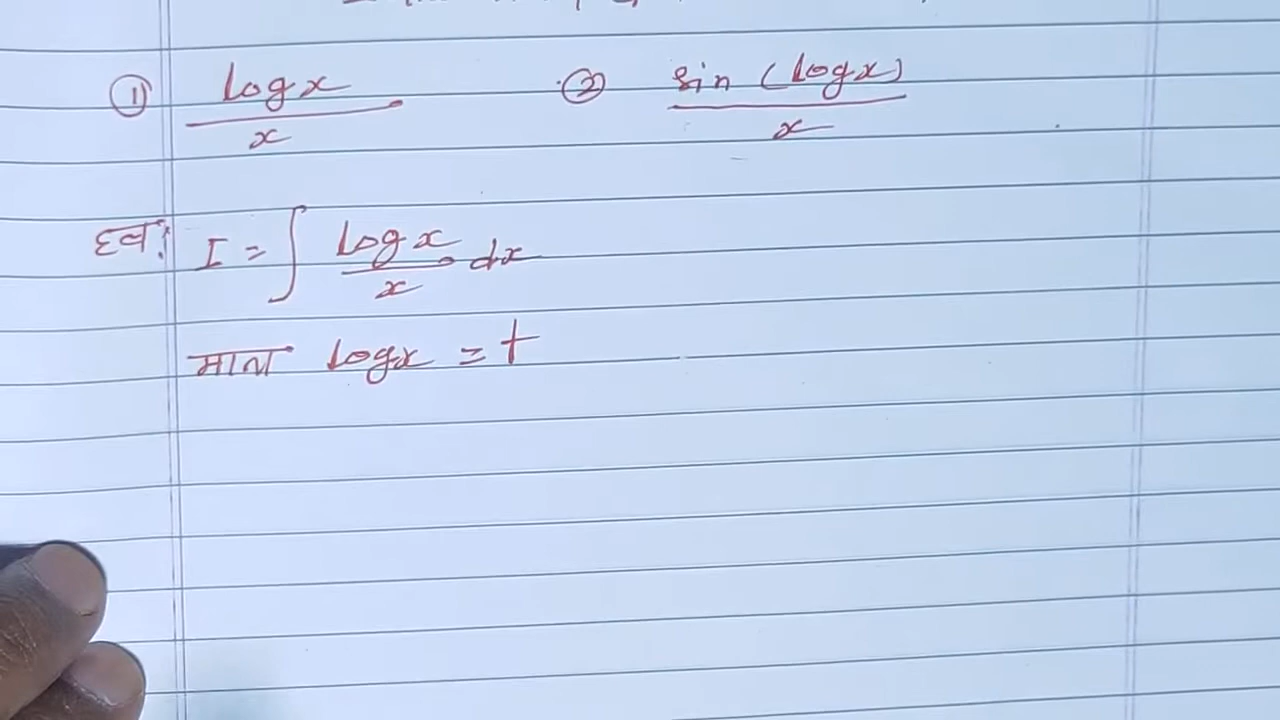 ① log x / x ② sin (log x) / x
हल: I = ∫ log x / x dx
माना log x = t